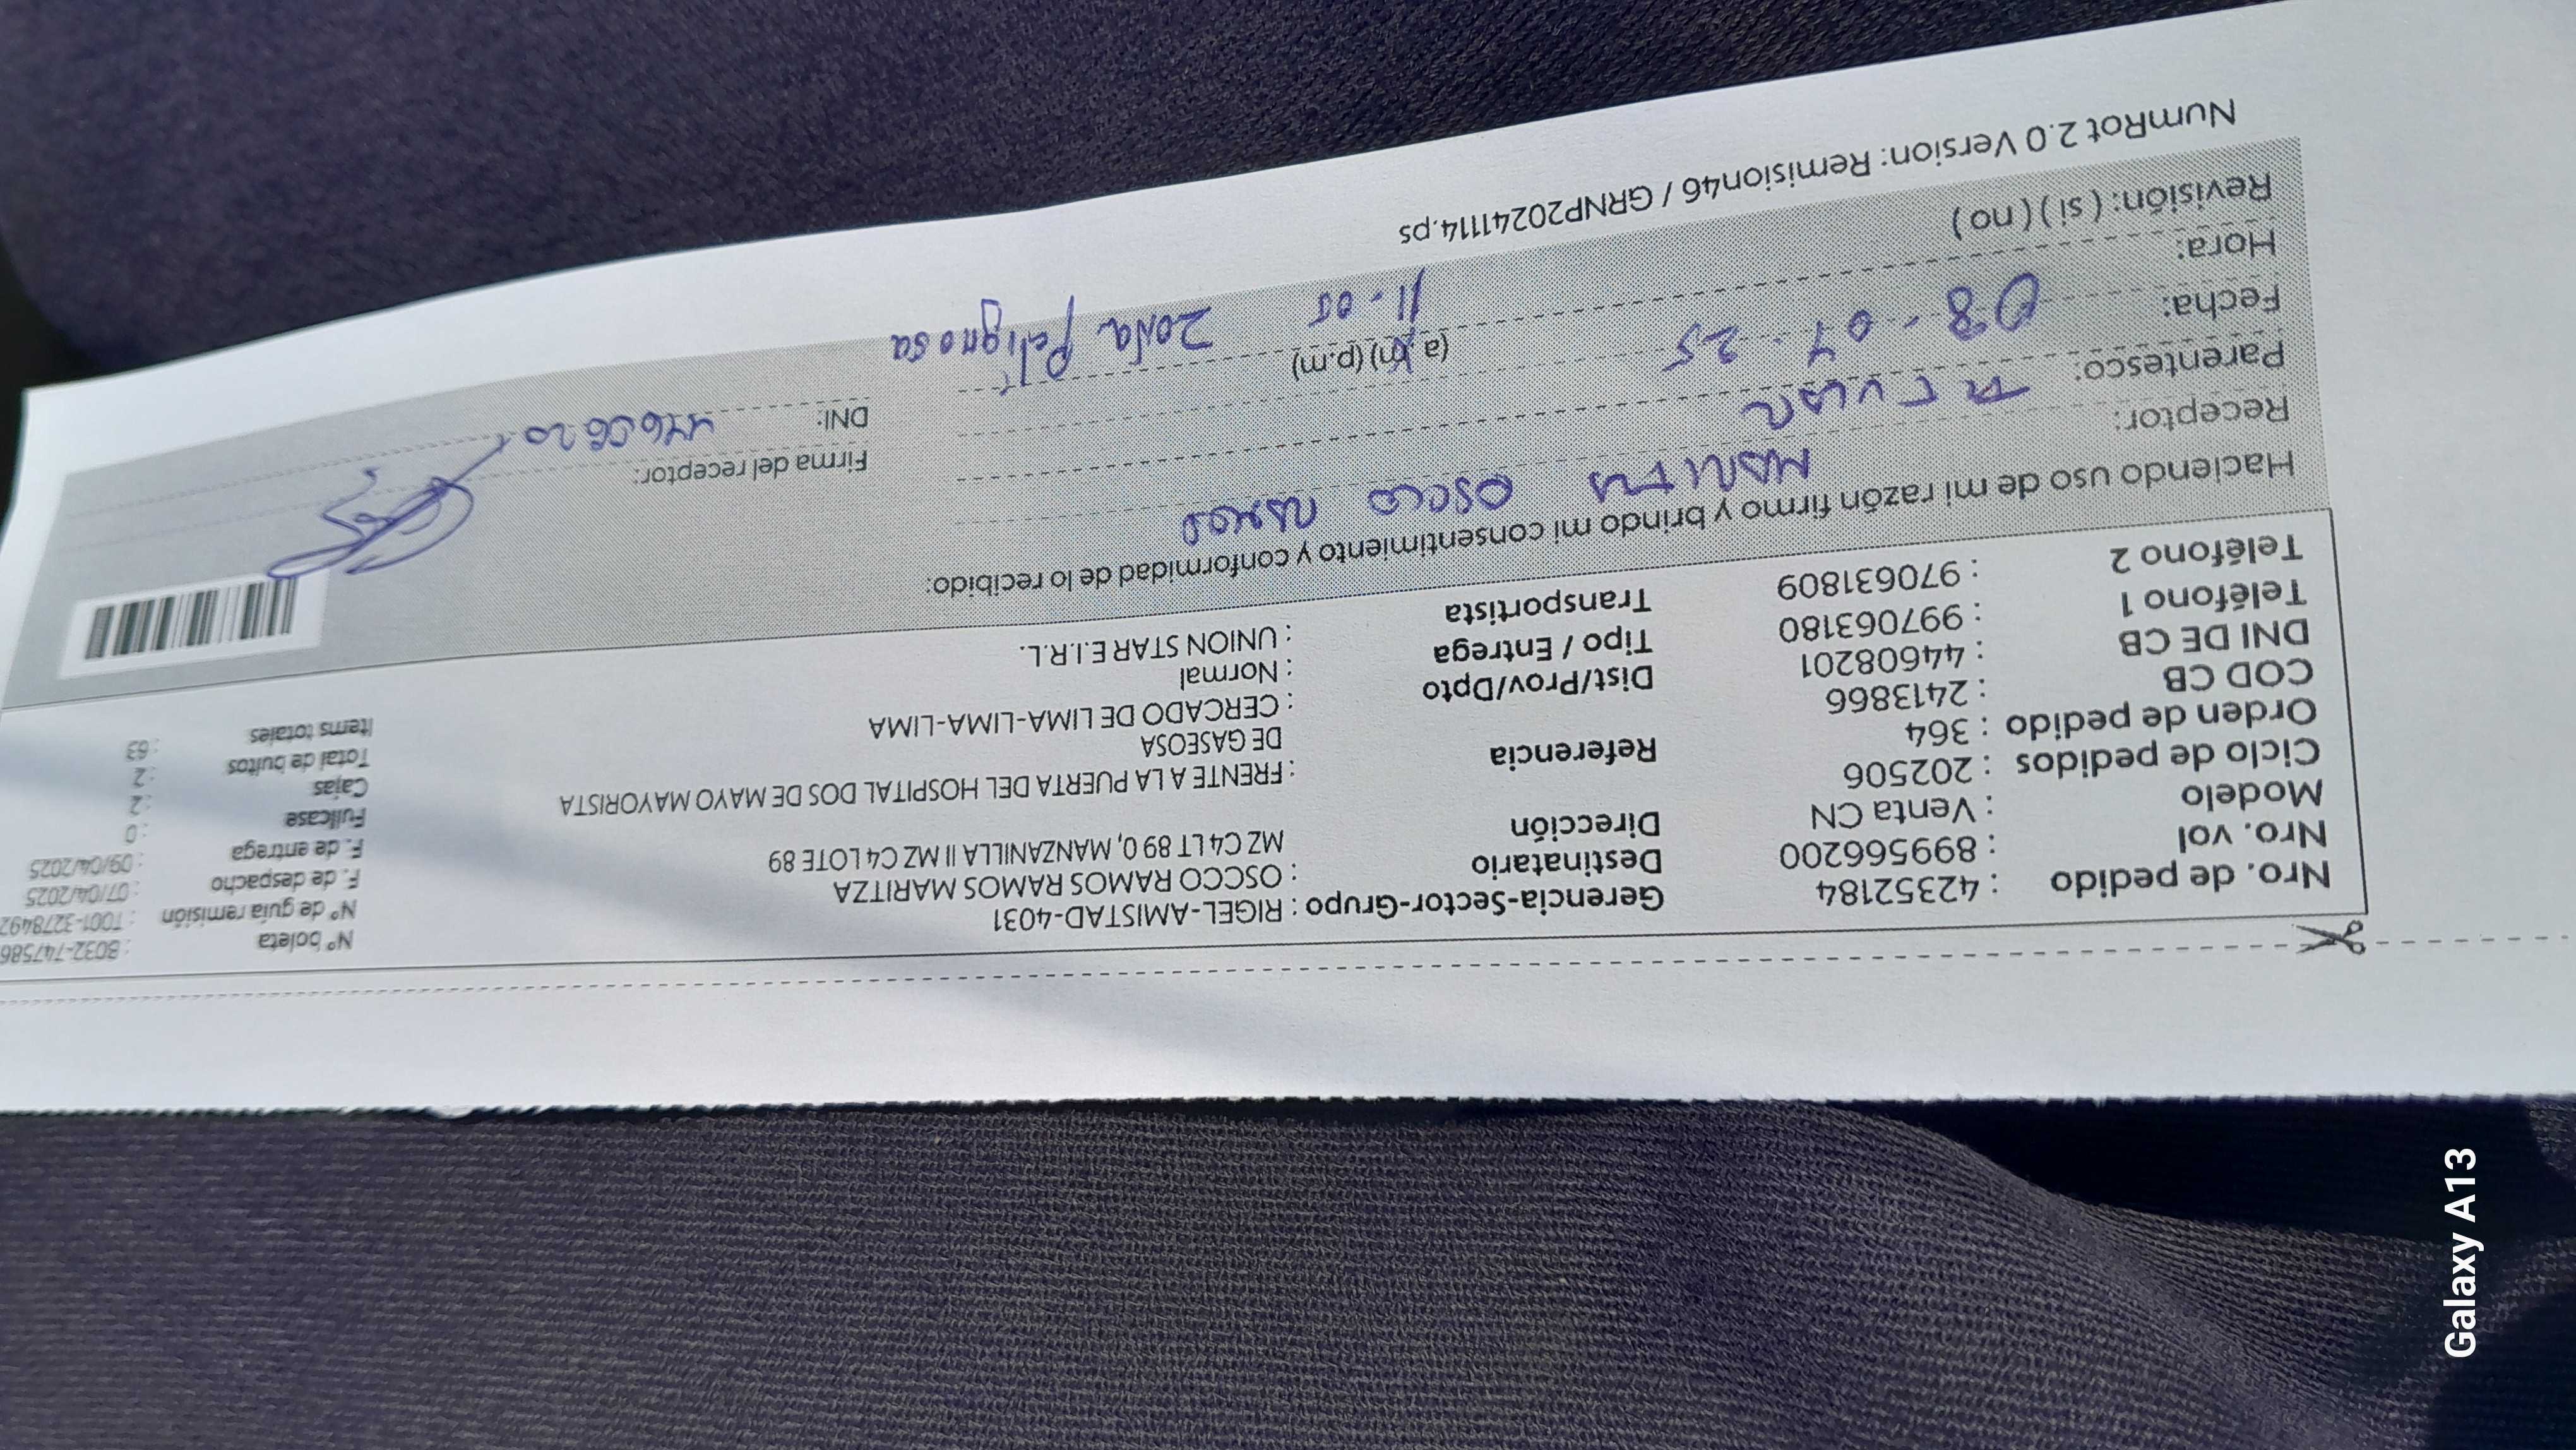 Nro. de pedido : 42352184
Nro. vol : 899566200
Modelo : Venta CN
Ciclo de pedidos : 202506
Orden de pedido : 364
COD CB : 2413866
DNI DE CB : 44608201
Teléfono 1 : 997063180
Teléfono 2 : 970631809
Gerencia-Sector-Grupo : RIGEL-AMISTAD-4031
Destinatario : OSCCO RAMOS RAMOS MARITZA
Dirección MZ C4 LT 89 0, MANZANILLA II MZ C4 LOTE 89
Referencia : FRENTE A LA PUERTA DEL HOSPITAL DOS DE MAYO MAYORISTA
DE GASEOSA
Dist/Prov/Dpto : CERCADO DE LIMA-LIMA-LIMA
Tipo / Entrega : Normal
Transportista : UNION STAR E.I.R.L.
N° boleta : B032-747586
N° de guía remisión : T001-3278492
F. de despacho : 07/04/2025
F. de entrega : 09/04/2025
Fullcase : 0
Cajas : 2
Total de bultos : 2
Items totales : 63
Haciendo uso de mi razón firmo y brindo mi consentimiento y conformidad de lo recibido:
Receptor: MARITZA OSCCO RAMOS
Parentesco: TITULAR
Fecha: 08-04-25
Hora: 11-05 (a.m) (p.m)
Revisión: ( si ) ( no )
Firma del receptor:
DNI:
Zona Peligrosa
NumRot 2.0 Version: Remision46 / GRNP20241114.ps
Galaxy A13